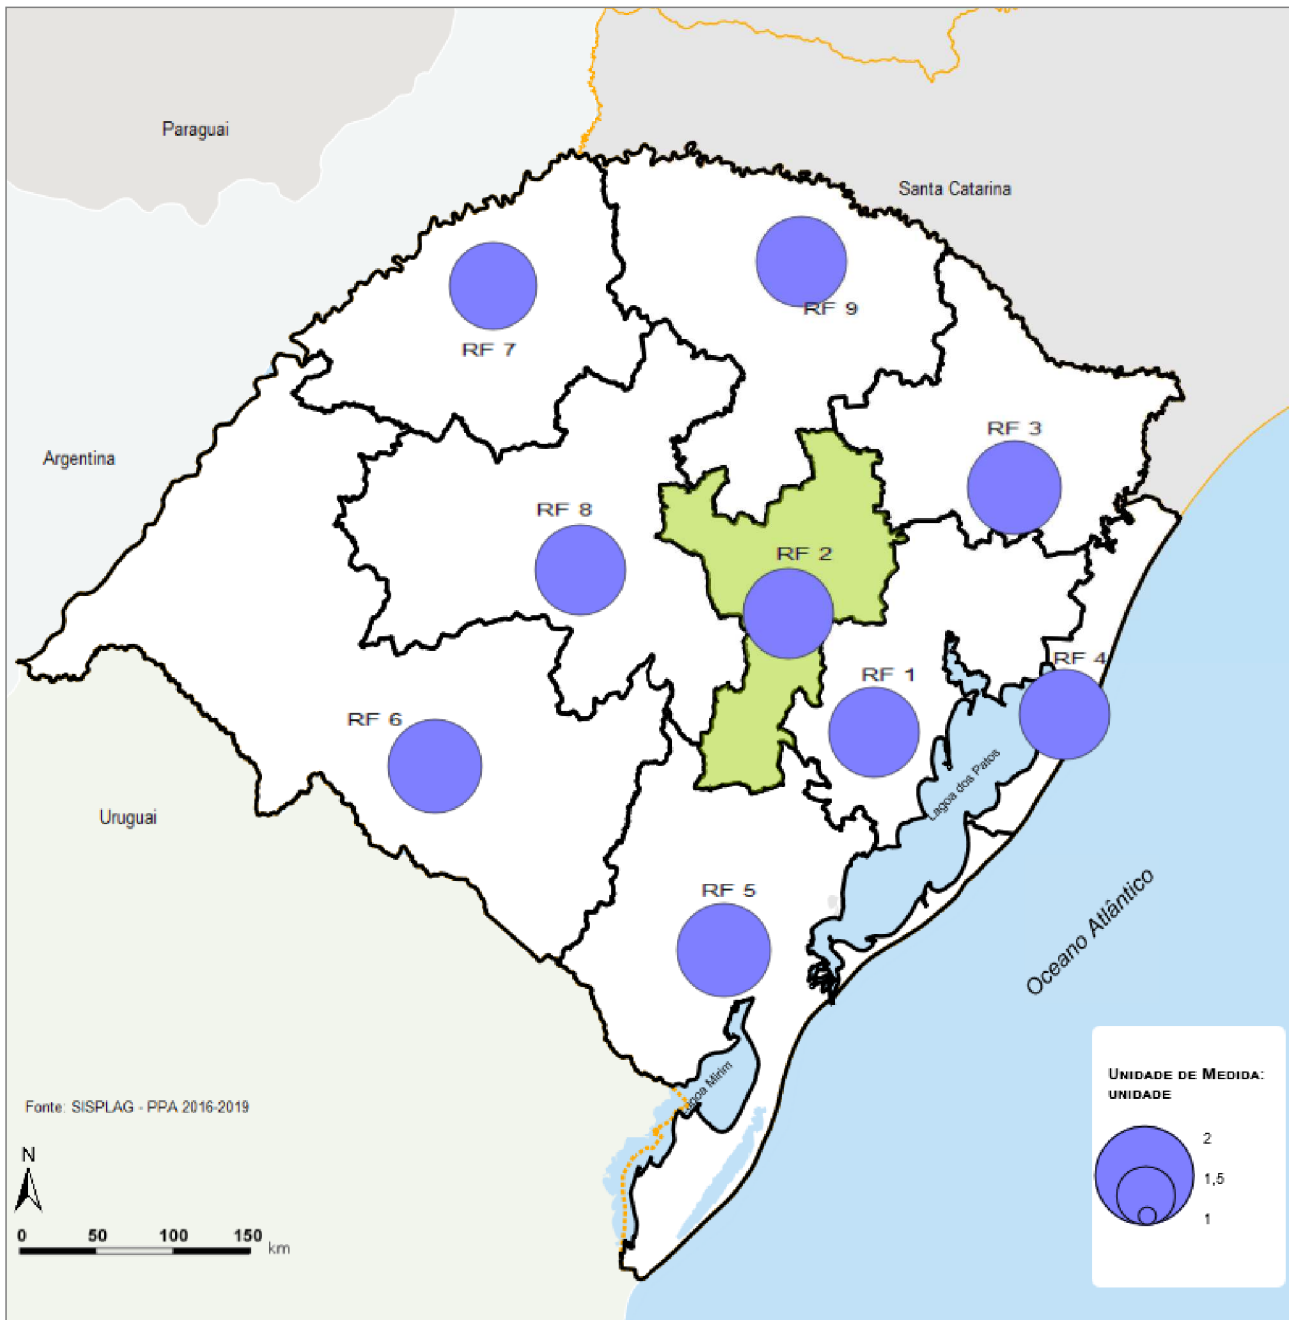 Paraguai
Santa Catarina
RF 9
RF 7
RF 3
Argentina
RF 8
RF 2
RF 4
RF 1
RF 6
Lagoa dos Patos
Uruguai
RF 5
Oceano Atlântico
Lagoa Mirim
UNIDADE DE MEDIDA:
UNIDADE
2
1,5
1
Fonte: SISPLAG - PPA 2016-2019
N
0 50 100 150 km